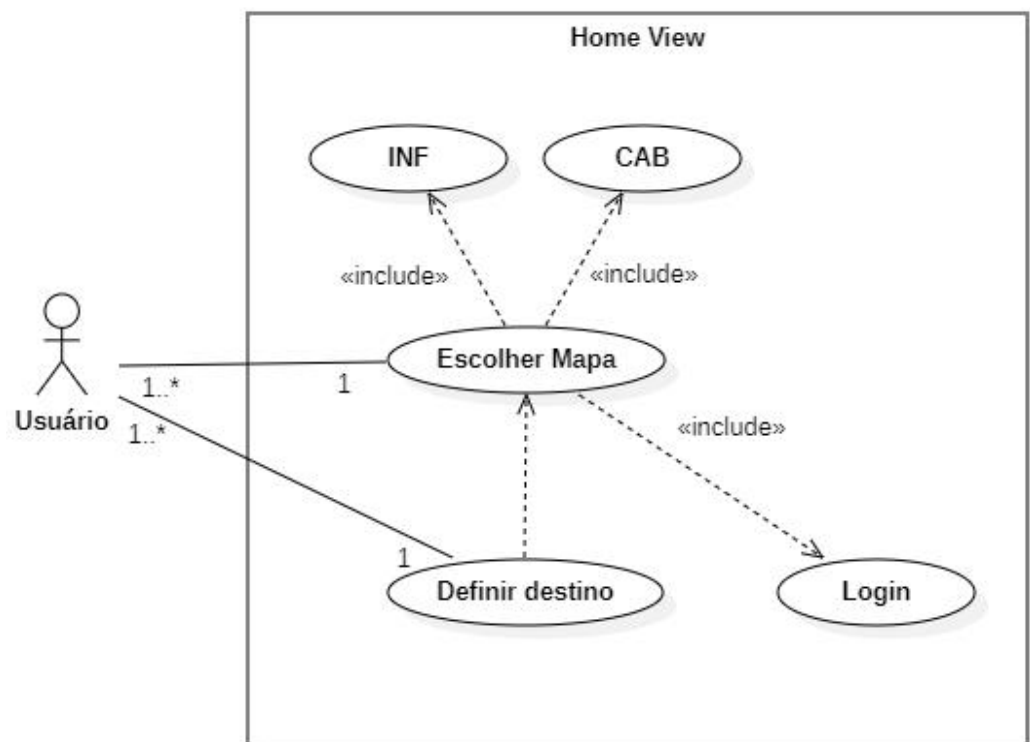 Home View
INF
CAB
«include»
«include»
Escolher Mapa
1..*
1
Usuário
1..*
«include»
1
Definir destino
Login